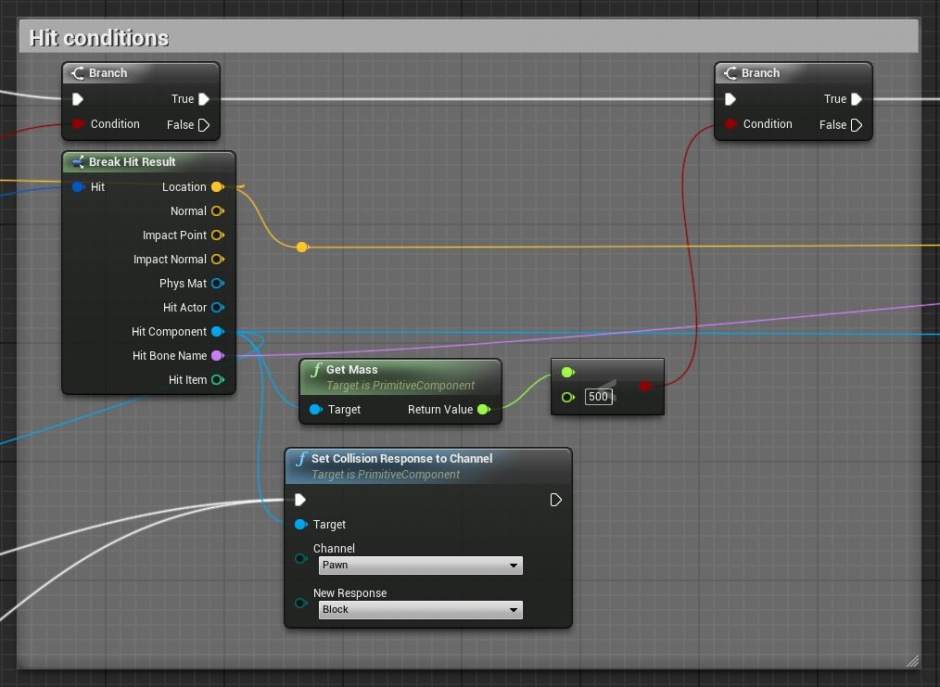 Hit conditions
Branch
True
Condition
False
Branch
True
Condition
False
Break Hit Result
Hit
Location
Normal
Impact Point
Impact Normal
Phys Mat
Hit Actor
Hit Component
Hit Bone Name
Hit Item
f Get Mass
Target is PrimitiveComponent
Target
Return Value
500
f Set Collision Response to Channel
Target is PrimitiveComponent
Target
Channel
Pawn
New Response
Block